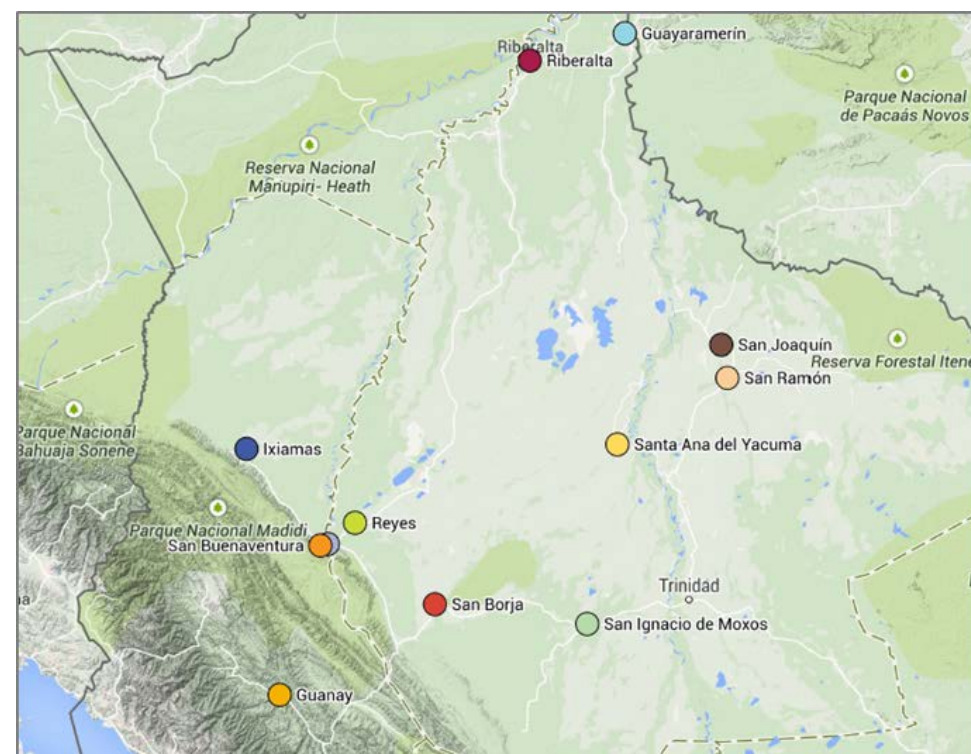 Guayaramerín
Riberalta
Riberalta
Parque Nacional
de Pacaás Novos
Reserva Nacional
Manupiri- Heath
San Joaquín
Reserva Forestal Itene
San Ramón
Parque Nacional
Bahuaja Sonene
Ixiamas
Santa Ana del Yacuma
Parque Nacional Madidi
Reyes
San Buenaventura
Trinidad
San Borja
San Ignacio de Moxos
Guanay